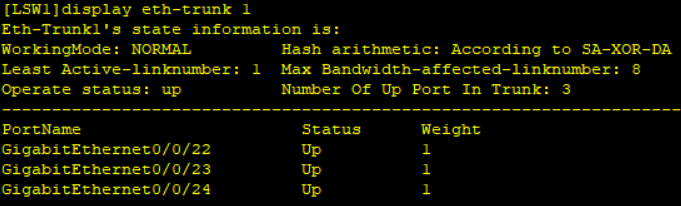 [LSW1]display eth-trunk 1
Eth-Trunk1's state information is:
WorkingMode: NORMAL Hash arithmetic: According to SA-XOR-DA
Least Active-linknumber: 1 Max Bandwidth-affected-linknumber: 8
Operate status: up Number Of Up Port In Trunk: 3
--------------------------------------------------------------------------------
PortName Status Weight
GigabitEthernet0/0/22 Up 1
GigabitEthernet0/0/23 Up 1
GigabitEthernet0/0/24 Up 1